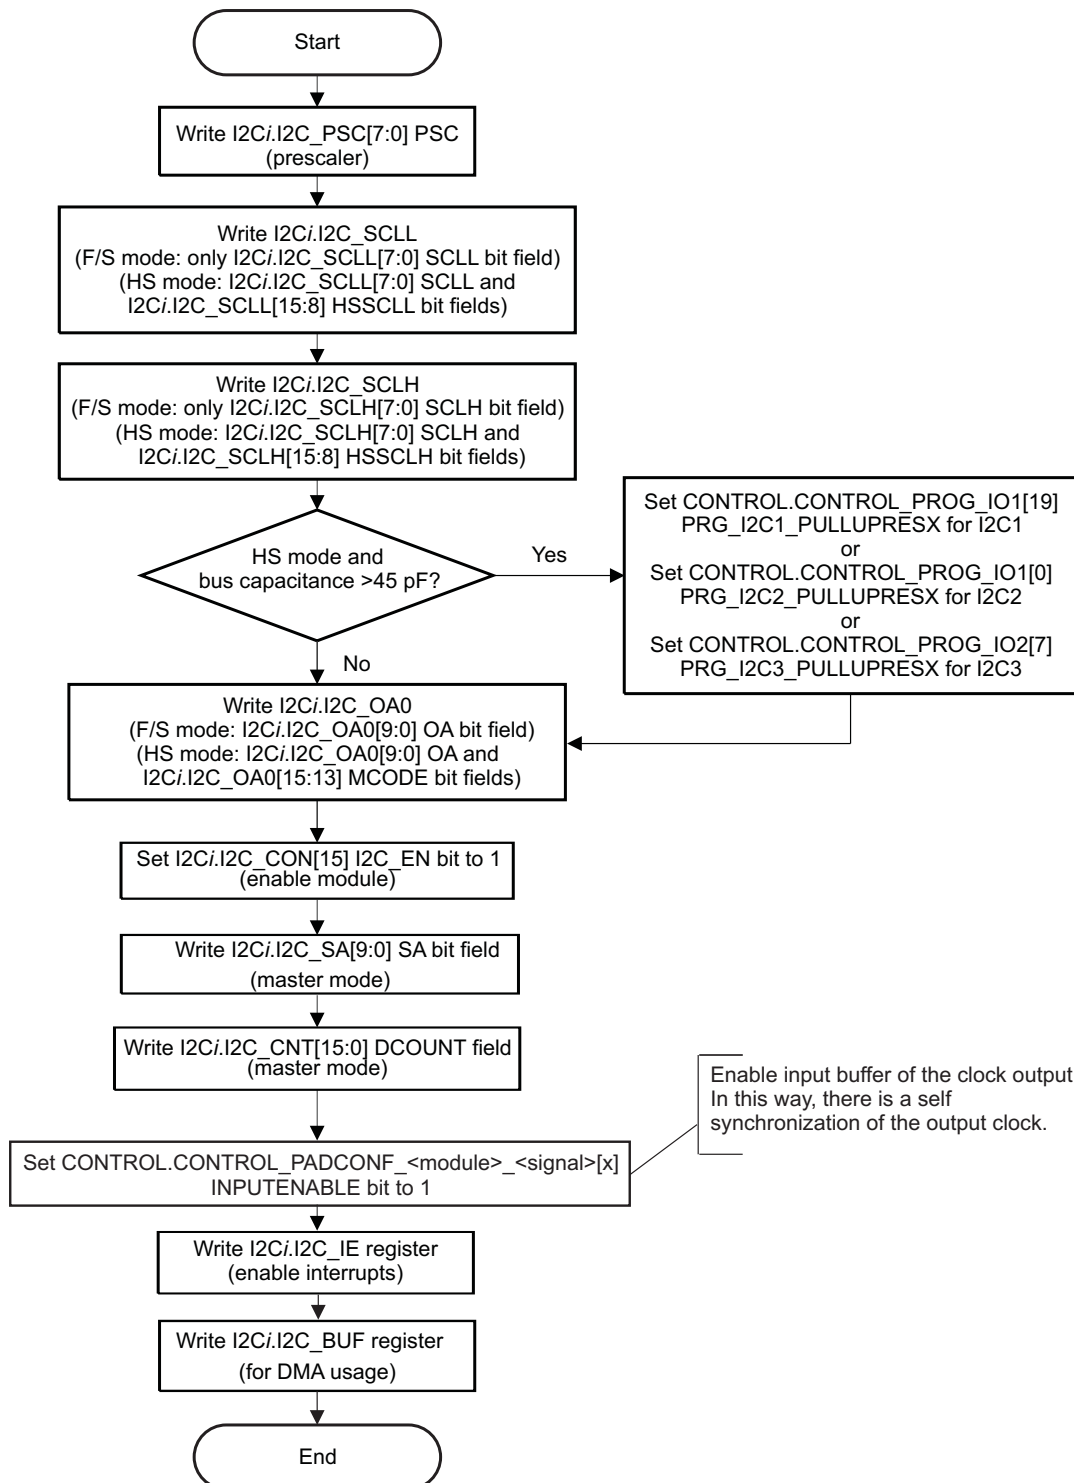 Start
Write I2Ci.I2C_PSC[7:0] PSC
(prescaler)
Write I2Ci.I2C_SCLL
(F/S mode: only I2Ci.I2C_SCLL[7:0] SCLL bit field)
(HS mode: I2Ci.I2C_SCLL[7:0] SCLL and
I2Ci.I2C_SCLL[15:8] HSSCLL bit fields)
Write I2Ci.I2C_SCLH
(F/S mode: only I2Ci.I2C_SCLH[7:0] SCLH bit field)
(HS mode: I2Ci.I2C_SCLH[7:0] SCLH and
I2Ci.I2C_SCLH[15:8] HSSCLH bit fields)
HS mode and
bus capacitance >45 pF?
Yes
Set CONTROL.CONTROL_PROG_IO1[19]
PRG_I2C1_PULLUPRESX for I2C1
or
Set CONTROL.CONTROL_PROG_IO1[0]
PRG_I2C2_PULLUPRESX for I2C2
or
Set CONTROL.CONTROL_PROG_IO2[7]
PRG_I2C3_PULLUPRESX for I2C3
No
Write I2Ci.I2C_OA0
(F/S mode: I2Ci.I2C_OA0[9:0] OA bit field)
(HS mode: I2Ci.I2C_OA0[9:0] OA and
I2Ci.I2C_OA0[15:13] MCODE bit fields)
Set I2Ci.I2C_CON[15] I2C_EN bit to 1
(enable module)
Write I2Ci.I2C_SA[9:0] SA bit field
(master mode)
Write I2Ci.I2C_CNT[15:0] DCOUNT field
(master mode)
Enable input buffer of the clock output
In this way, there is a self
synchronization of the output clock.
Set CONTROL.CONTROL_PADCONF_<module>_<signal>[x]
INPUTENABLE bit to 1
Write I2Ci.I2C_IE register
(enable interrupts)
Write I2Ci.I2C_BUF register
(for DMA usage)
End